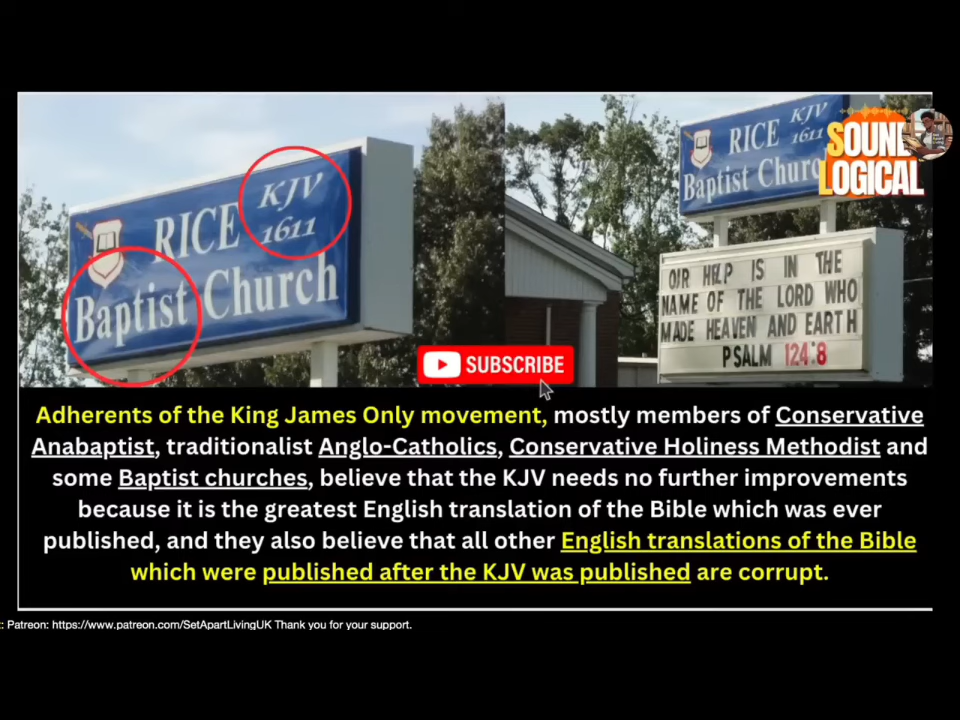 RICE
KJV
1611
Baptist Church
RICE
KJV
1611
Baptist Churc
SOUND
LOGICAL
OUR HELP IS IN THE
NAME OF THE LORD WHO
MADE HEAVEN AND EARTH
PSALM 124:8
SUBSCRIBE
Adherents of the King James Only movement, mostly members of Conservative
Anabaptist, traditionalist Anglo-Catholics, Conservative Holiness Methodist and
some Baptist churches, believe that the KJV needs no further improvements
because it is the greatest English translation of the Bible which was ever
published, and they also believe that all other English translations of the Bible
which were published after the KJV was published are corrupt.
: Patreon: https://www.patreon.com/SetApartLivingUK Thank you for your support.